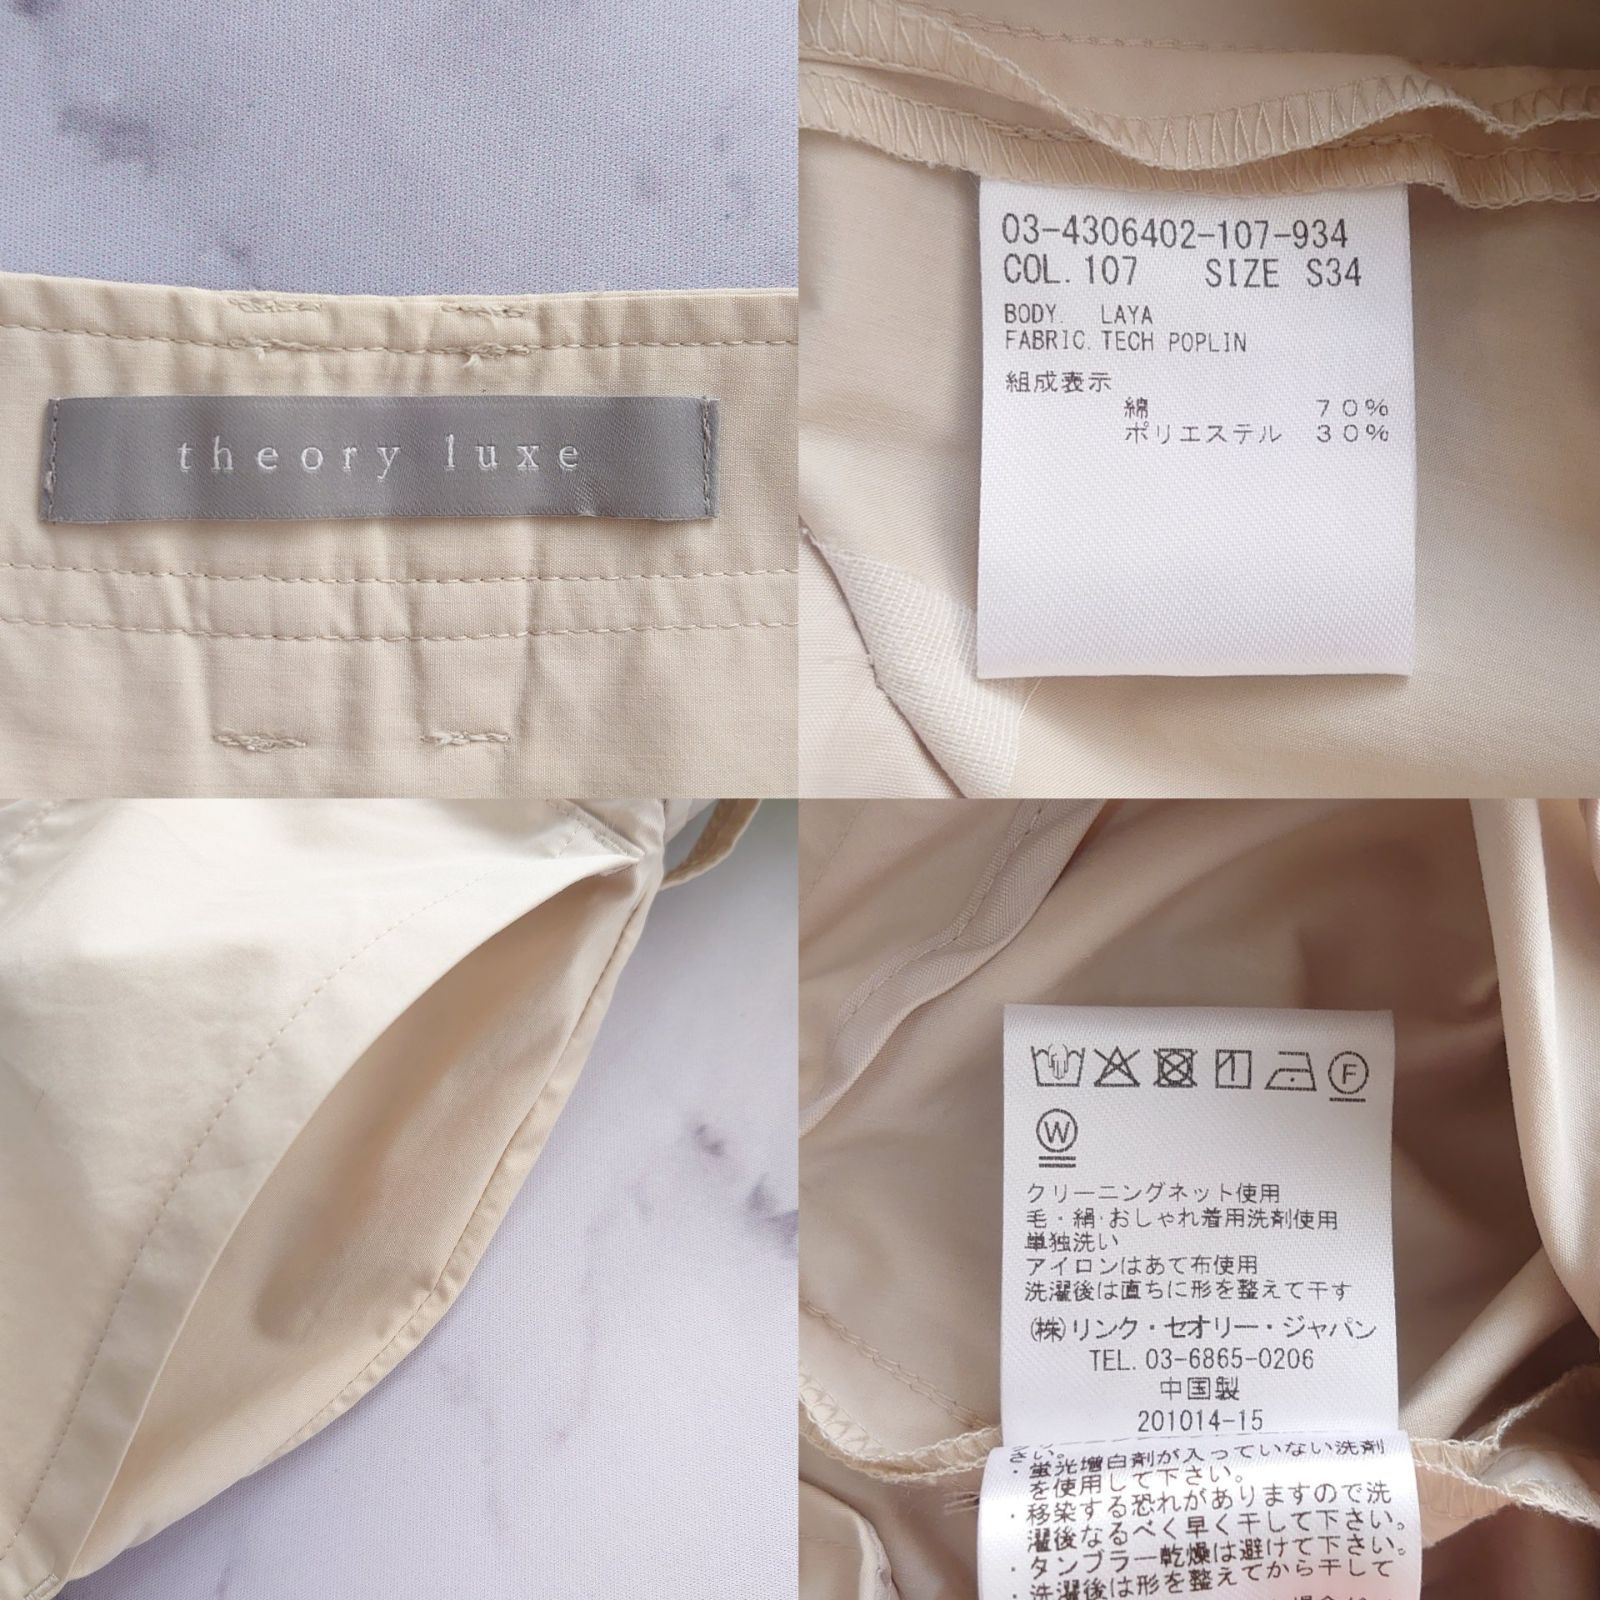 theory luxe
03-4306402-107-934
COL. 107 SIZE S34
BODY. LAYA
FABRIC. TECH POPLIN
組成表示
綿 70%
ポリエステル 30%
F
W
クリーニングネット使用
毛・絹・おしゃれ着用洗剤使用
単独洗い
アイロンはあて布使用
洗濯後は直ちに形を整えて干す
㈱リンク・セオリー・ジャパン
TEL. 03-6865-0206
中国製
201014-15
さい。
・蛍光増白剤が入っていない洗剤
を使用して下さい。
・移染する恐れがありますので洗
濯後なるべく早く干して下さい。
・タンブラー乾燥は避けて下さい。
・洗濯後は形を整えてから干して